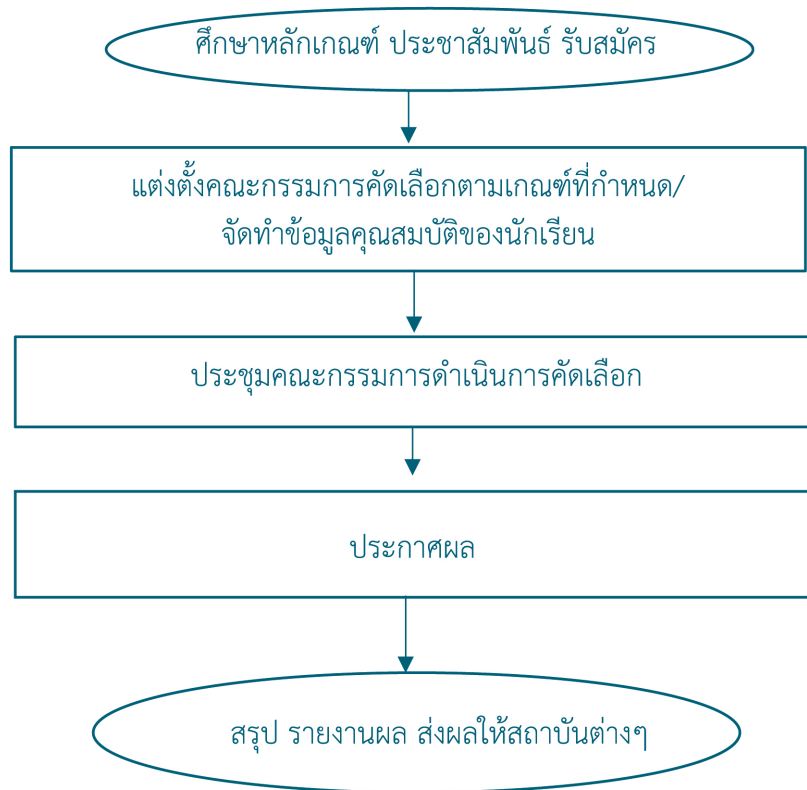 ศึกษาหลักเกณฑ์ ประชาสัมพันธ์ รับสมัคร
แต่งตั้งคณะกรรมการคัดเลือกตามเกณฑ์ที่กำหนด/
จัดทำข้อมูลคุณสมบัติของนักเรียน
ประชุมคณะกรรมการดำเนินการคัดเลือก
ประกาศผล
สรุป รายงานผล ส่งผลให้สถาบันต่างๆ